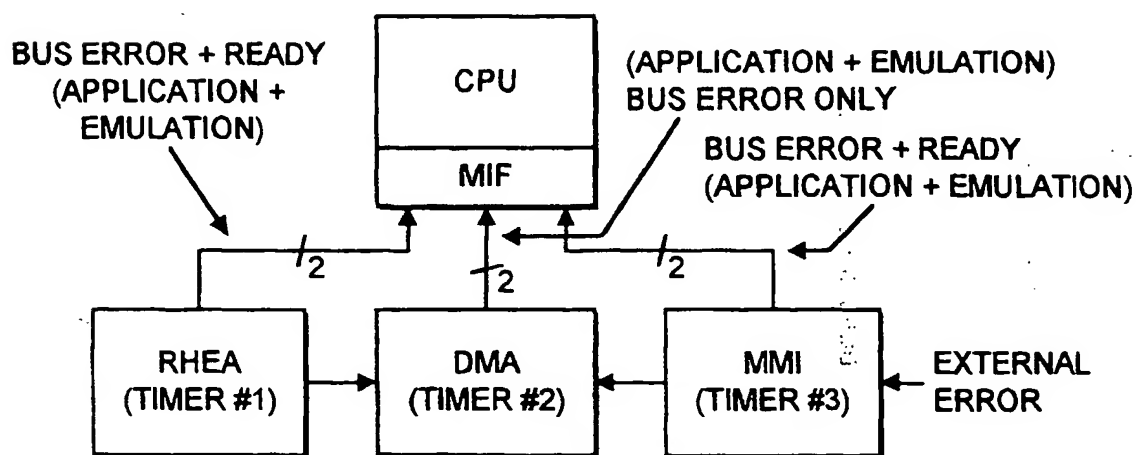 BUS ERROR + READY
(APPLICATION +
EMULATION)
CPU
MIF
(APPLICATION + EMULATION)
BUS ERROR ONLY
BUS ERROR + READY
(APPLICATION + EMULATION)
2
2
2
RHEA
(TIMER #1)
DMA
(TIMER #2)
MMI
(TIMER #3)
EXTERNAL
ERROR